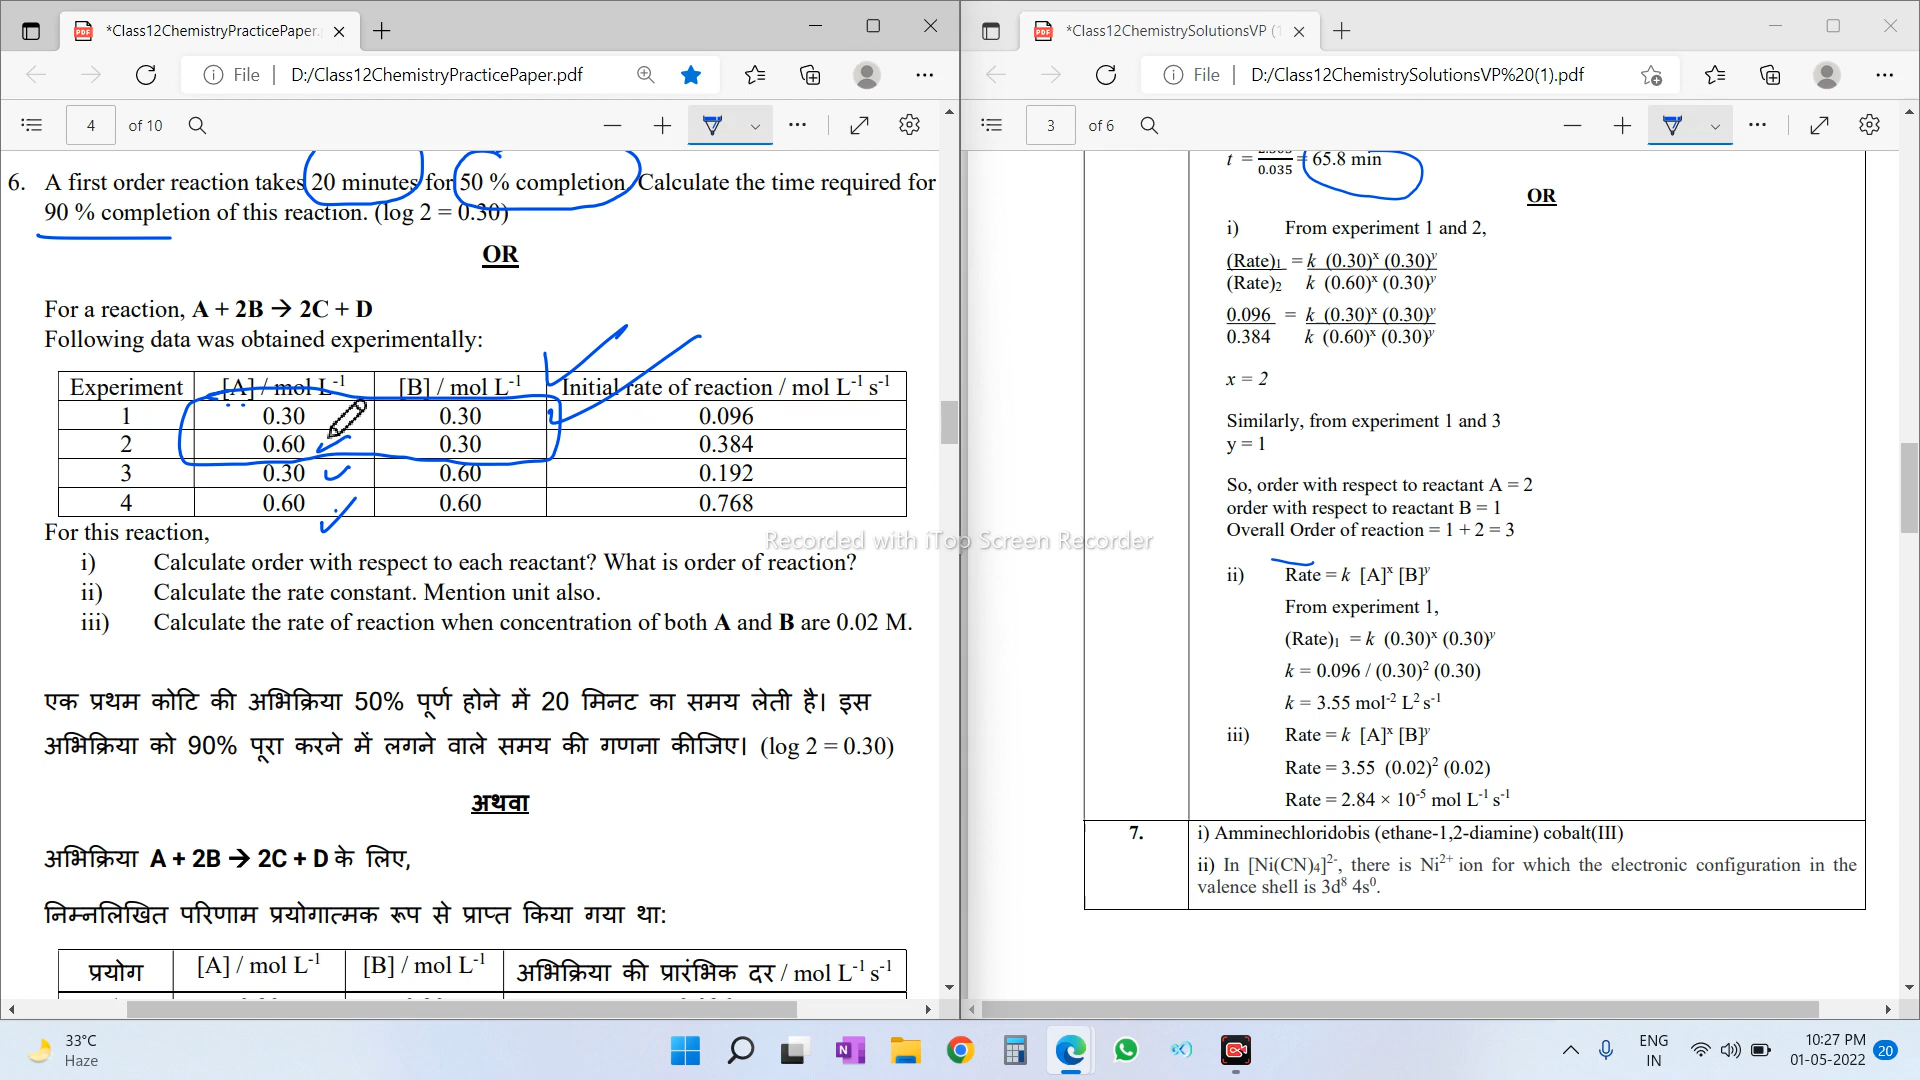 *Class12ChemistryPracticePaper.
File | D:/Class12ChemistryPracticePaper.pdf
4 of 10
6. A first order reaction takes 20 minutes for 50 % completion. Calculate the time required for
90 % completion of this reaction. (log 2 = 0.30)
OR
For a reaction, A + 2B → 2C + D
Following data was obtained experimentally:
Experiment [A] / mol L⁻¹ [B] / mol L⁻¹ Initial rate of reaction / mol L⁻¹ s⁻¹
1 0.30 0.30 0.096
2 0.60 0.30 0.384
3 0.30 0.60 0.192
4 0.60 0.60 0.768
For this reaction,
i) Calculate order with respect to each reactant? What is order of reaction?
ii) Calculate the rate constant. Mention unit also.
iii) Calculate the rate of reaction when concentration of both A and B are 0.02 M.
एक प्रथम कोटि की अभिक्रिया 50% पूर्ण होने में 20 मिनट का समय लेती है। इस
अभिक्रिया को 90% पूरा करने में लगने वाले समय की गणना कीजिए। (log 2 = 0.30)
अथवा
अभिक्रिया A + 2B → 2C + D के लिए,
निम्नलिखित परिणाम प्रयोगात्मक रूप से प्राप्त किया गया था:
प्रयोग [A] / mol L⁻¹ [B] / mol L⁻¹ अभिक्रिया की प्रारंभिक दर / mol L⁻¹ s⁻¹
*Class12ChemistrySolutionsVP (1
File | D:/Class12ChemistrySolutionsVP%20(1).pdf
3 of 6
t = 2.303/0.035 = 65.8 min
OR
i) From experiment 1 and 2,
(Rate)₁ = k (0.30)ˣ (0.30)ʸ
(Rate)₂ k (0.60)ˣ (0.30)ʸ
0.096 = k (0.30)ˣ (0.30)ʸ
0.384 k (0.60)ˣ (0.30)ʸ
x = 2
Similarly, from experiment 1 and 3
y = 1
So, order with respect to reactant A = 2
order with respect to reactant B = 1
Overall Order of reaction = 1 + 2 = 3
ii) Rate = k [A]ˣ [B]ʸ
From experiment 1,
(Rate)₁ = k (0.30)ˣ (0.30)ʸ
k = 0.096 / (0.30)² (0.30)
k = 3.55 mol⁻² L² s⁻¹
iii) Rate = k [A]ˣ [B]ʸ
Rate = 3.55 (0.02)² (0.02)
Rate = 2.84 × 10⁻⁵ mol L⁻¹ s⁻¹
7. i) Amminechloridobis (ethane-1,2-diamine) cobalt(III)
ii) In [Ni(CN)₄]²⁻, there is Ni²⁺ ion for which the electronic configuration in the
valence shell is 3d⁸ 4s⁰.
Recorded with iTop Screen Recorder
33°C
Haze
ENG
IN
10:27 PM
01-05-2022
20